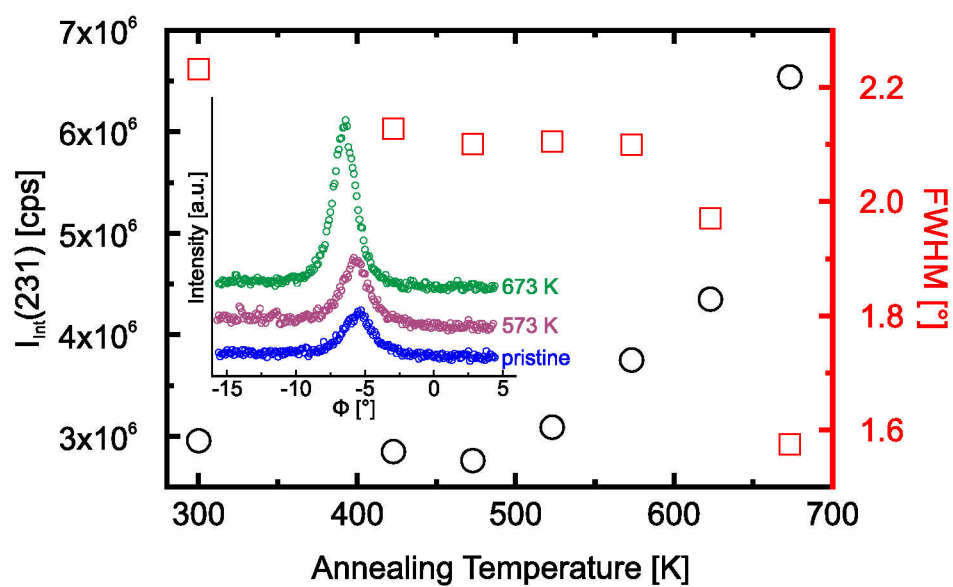 7x10⁶
6x10⁶
5x10⁶
4x10⁶
3x10⁶
I_Int(231) [cps]
300
400
500
600
700
Annealing Temperature [K]
2.2
2.0
1.8
1.6
FWHM [°]
Intensity [a.u.]
673 K
573 K
pristine
-15
-10
-5
0
5
Φ [°]